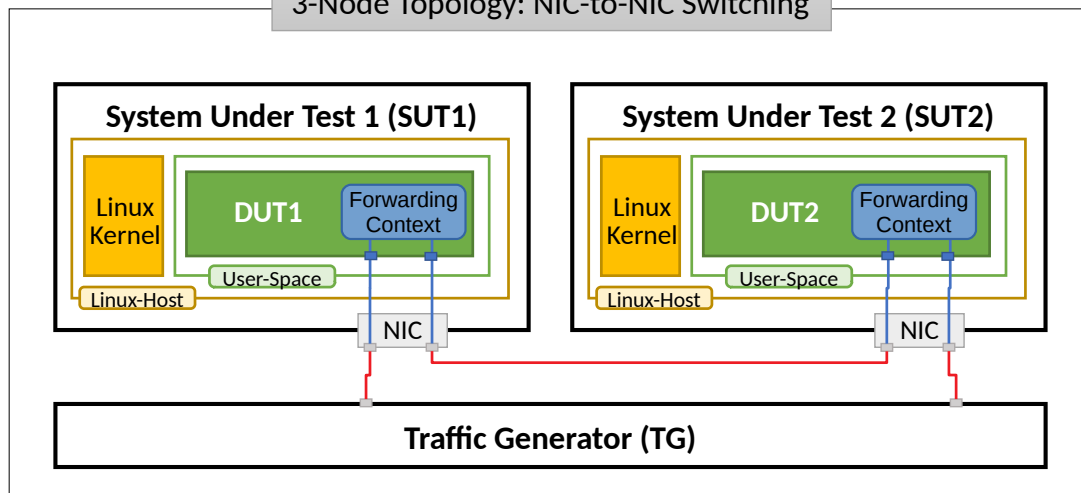 3-Node Topology: NIC-to-NIC Switching
System Under Test 1 (SUT1)
Linux
Kernel
DUT1
Forwarding
Context
User-Space
Linux-Host
NIC
System Under Test 2 (SUT2)
Linux
Kernel
DUT2
Forwarding
Context
User-Space
Linux-Host
NIC
Traffic Generator (TG)